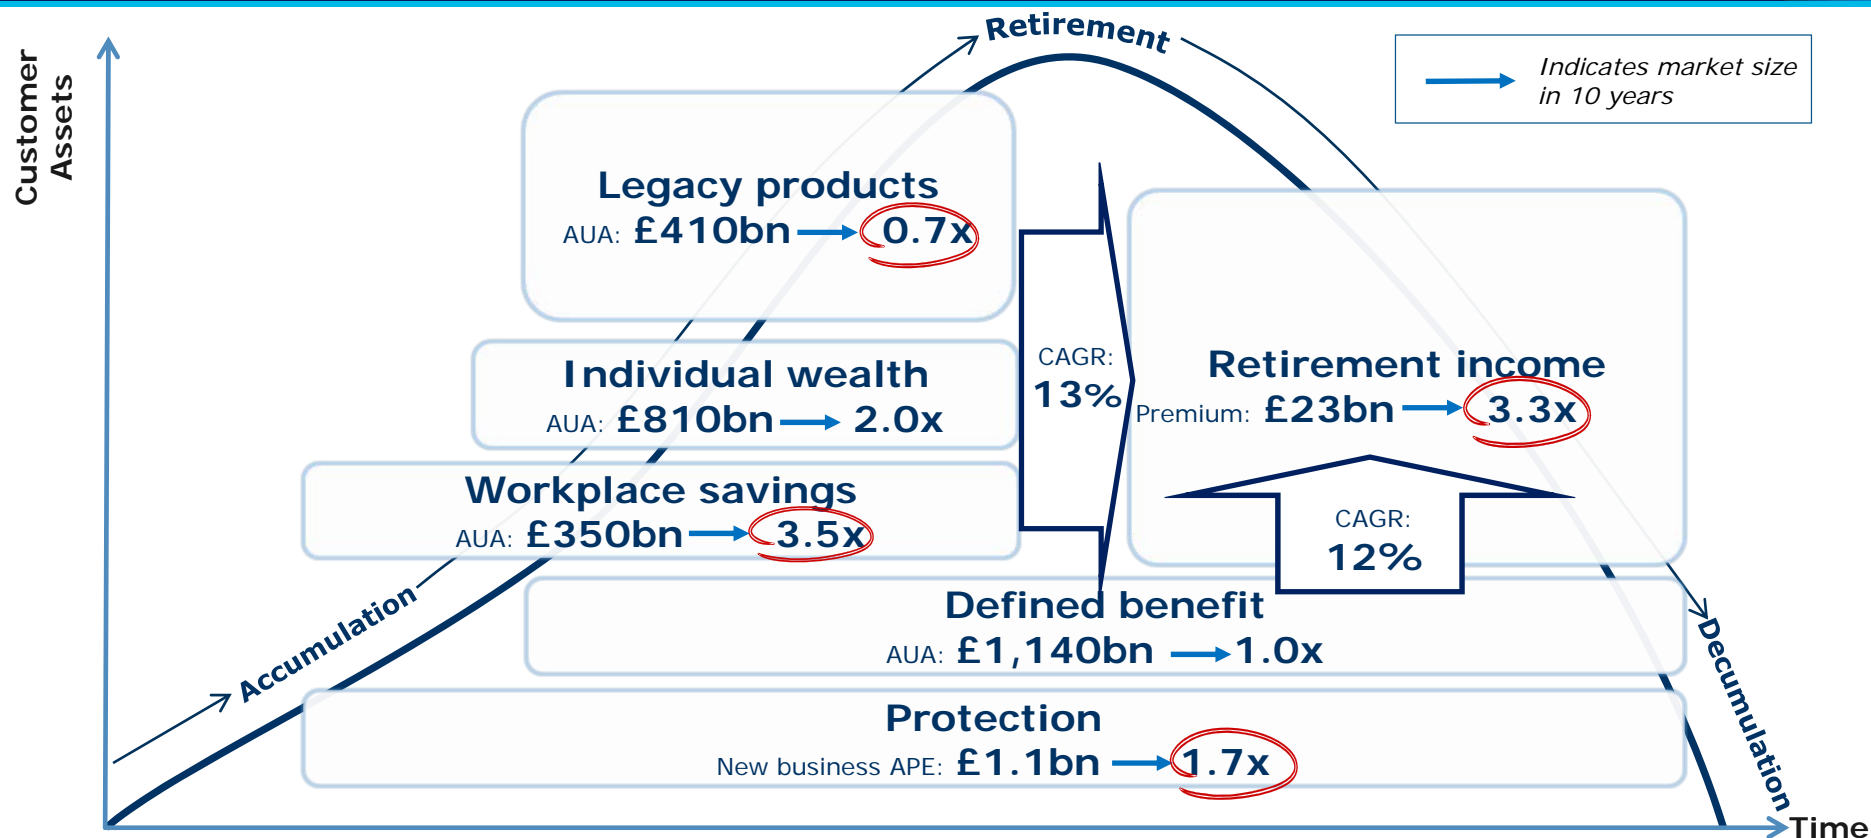 Customer
Assets
Retirement
Indicates market size
in 10 years
Legacy products
AUA: £410bn 0.7x
Individual wealth
AUA: £810bn 2.0x
Workplace savings
AUA: £350bn 3.5x
CAGR:
13%
Retirement income
Premium: £23bn 3.3x
CAGR:
12%
Accumulation
Defined benefit
AUA: £1,140bn 1.0x
Protection
New business APE: £1.1bn 1.7x
Decumulation
Time